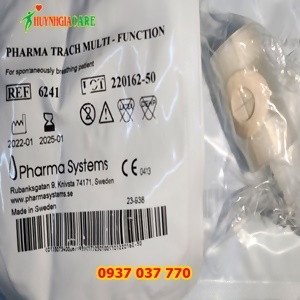 HUYNHGIACARE
PHARMA TRACH MULTI - FUNCTION
For spontaneously breathing patient
REF 6241 LOT 220162-50
2022-01 2025-01
Pharma Systems CE 0413
Rubanksgatan 9, Knivsta 74171, Sweden
www.pharmasystems.se
Made in Sweden 23-938
0937 037 770